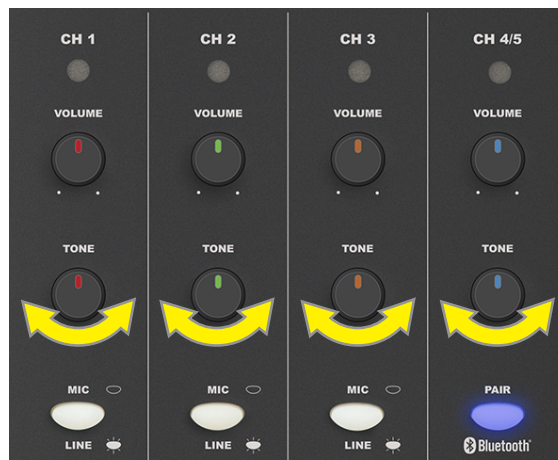 CH 1
CH 2
CH 3
CH 4/5
VOLUME
VOLUME
VOLUME
VOLUME
TONE
TONE
TONE
TONE
MIC
MIC
MIC
PAIR
LINE
LINE
LINE
Bluetooth®